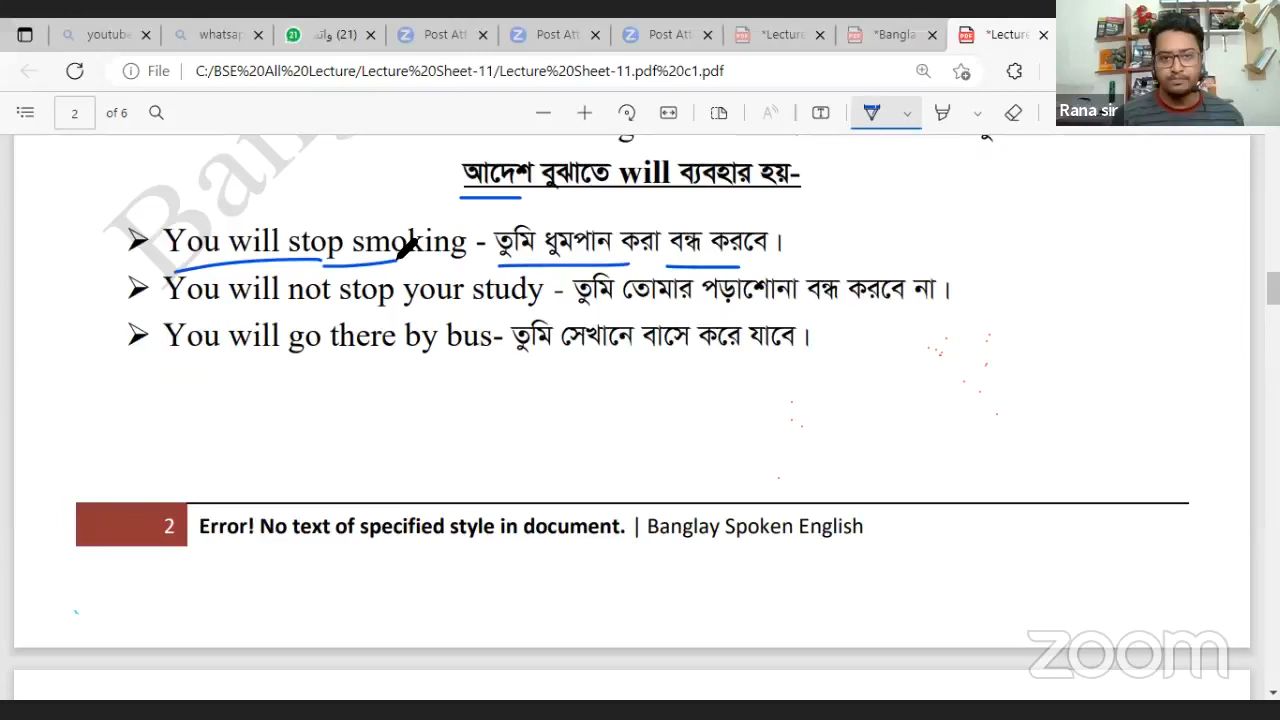 youtube
whatsap
21
(21) وات
Post Att
Post Att
Post Att
*Lecture
*Bangla
*Lecture
File
C:/BSE%20All%20Lecture/Lecture%20Sheet-11/Lecture%20Sheet-11.pdf%20c1.pdf
2 of 6
Rana sir
আদেশ বুঝাতে will ব্যবহার হয়-
➤ You will stop smoking - তুমি ধুমপান করা বন্ধ করবে।
➤ You will not stop your study - তুমি তোমার পড়াশোনা বন্ধ করবে না।
➤ You will go there by bus- তুমি সেখানে বাসে করে যাবে।
2 Error! No text of specified style in document. | Banglay Spoken English
zoom